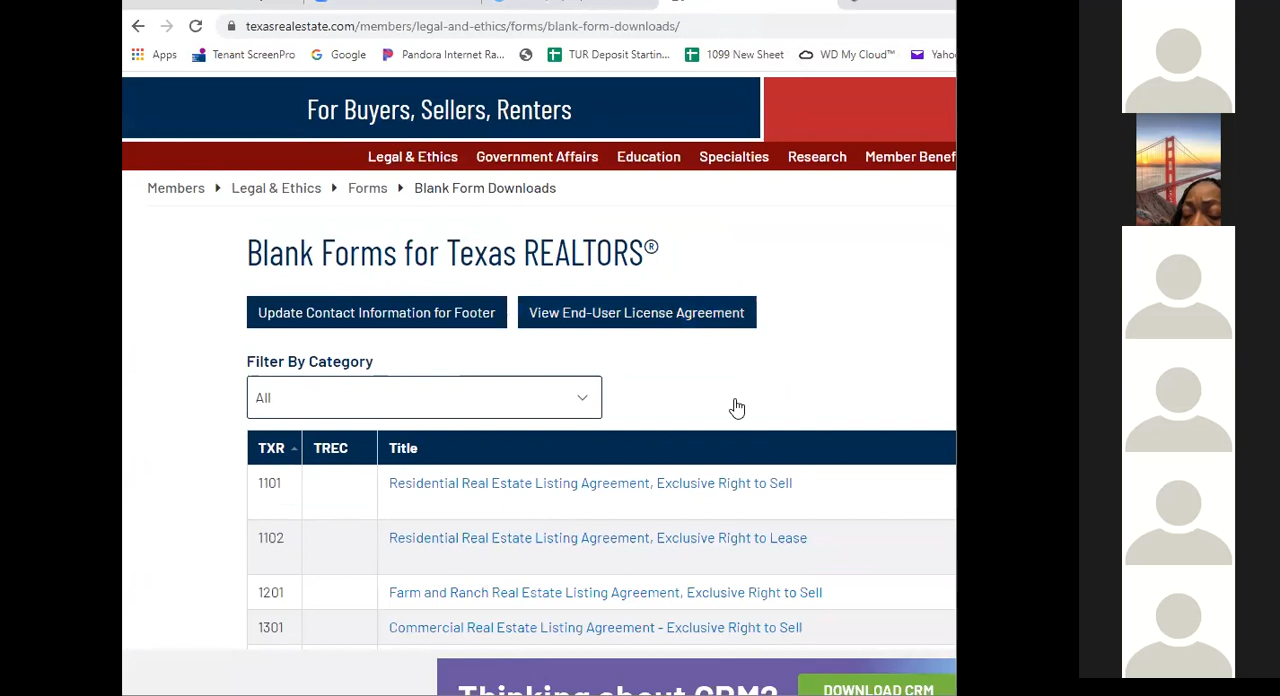 texasrealestate.com/members/legal-and-ethics/forms/blank-form-downloads/
Apps Tenant ScreenPro Google Pandora Internet Ra... TUR Deposit Startin... 1099 New Sheet WD My Cloud™ Yahoo
For Buyers, Sellers, Renters
Legal & Ethics Government Affairs Education Specialties Research Member Benef
Members Legal & Ethics Forms Blank Form Downloads
Blank Forms for Texas REALTORS®
Update Contact Information for Footer View End-User License Agreement
Filter By Category
All
TXR TREC Title
1101 Residential Real Estate Listing Agreement, Exclusive Right to Sell
1102 Residential Real Estate Listing Agreement, Exclusive Right to Lease
1201 Farm and Ranch Real Estate Listing Agreement, Exclusive Right to Sell
1301 Commercial Real Estate Listing Agreement - Exclusive Right to Sell
Thinking about CRM? DOWNLOAD CRM